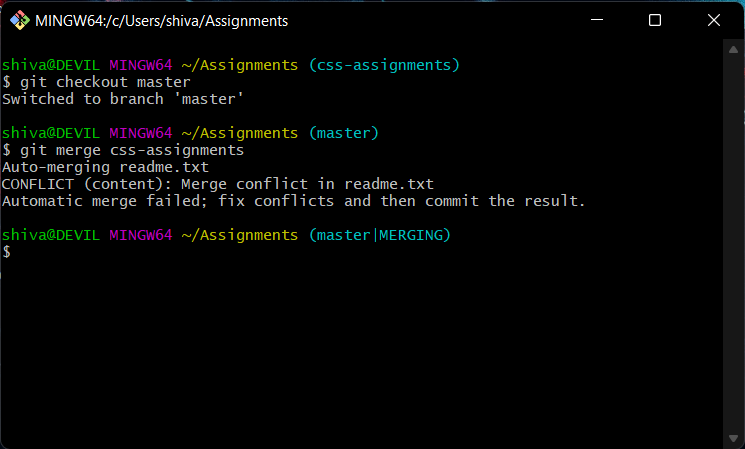 MINGW64:/c/Users/shiva/Assignments
shiva@DEVIL MINGW64 ~/Assignments (css-assignments)
$ git checkout master
Switched to branch 'master'
shiva@DEVIL MINGW64 ~/Assignments (master)
$ git merge css-assignments
Auto-merging readme.txt
CONFLICT (content): Merge conflict in readme.txt
Automatic merge failed; fix conflicts and then commit the result.
shiva@DEVIL MINGW64 ~/Assignments (master|MERGING)
$